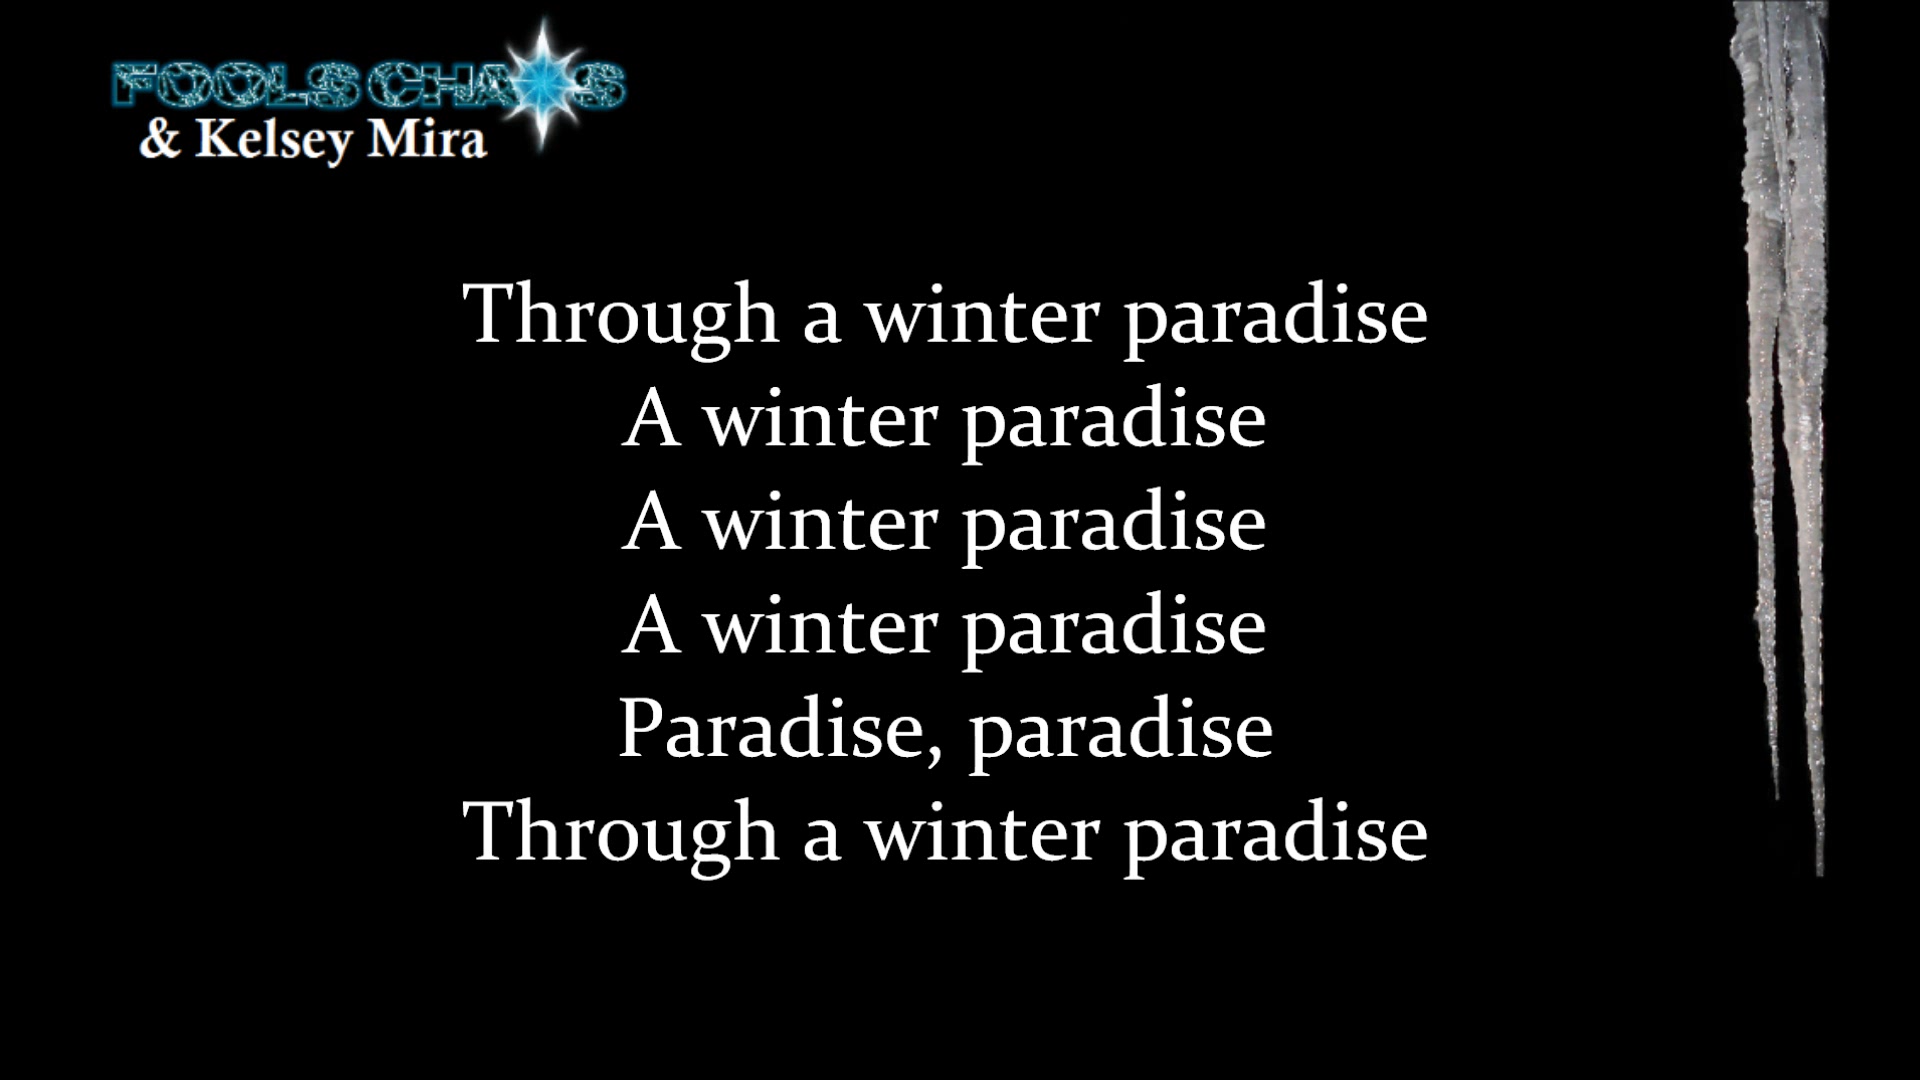 FOOLS CHAOS
& Kelsey Mira
Through a winter paradise
A winter paradise
A winter paradise
A winter paradise
Paradise, paradise
Through a winter paradise